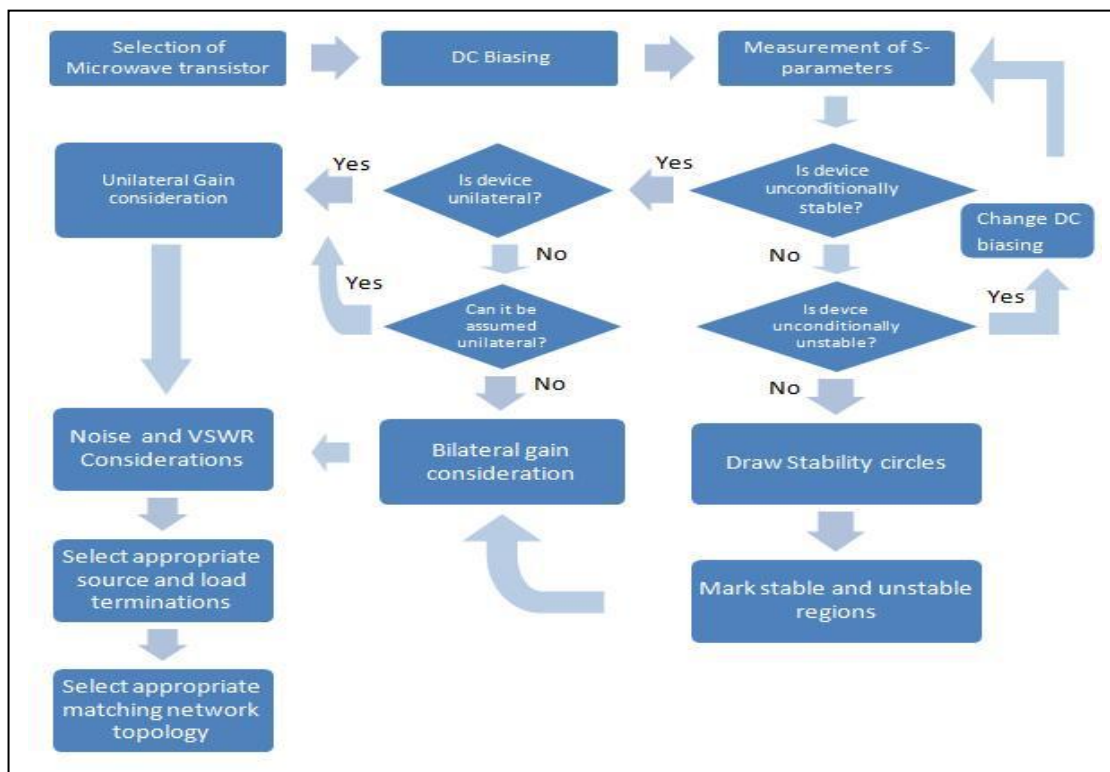 Selection of
Microwave transistor
DC Biasing
Measurement of S-
parameters
Unilateral Gain
consideration
Yes
Is device
unilateral?
Yes
Is device
unconditionally
stable?
Change DC
biasing
No
No
Yes
Can it be
assumed
unilateral?
Is devce
unconditionally
unstable?
Yes
No
No
Noise and VSWR
Considerations
Bilateral gain
consideration
Draw Stability circles
Select appropriate
source and load
terminations
Mark stable and unstable
regions
Select appropriate
matching network
topology